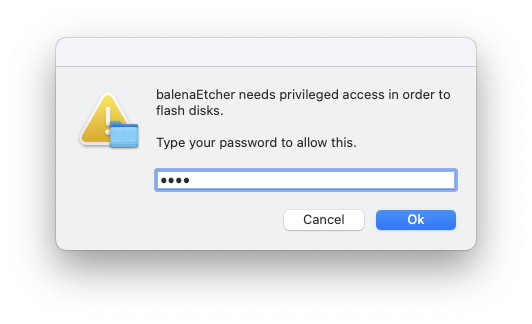 balenaEtcher needs privileged access in order to
flash disks.
Type your password to allow this.
••••
Cancel
Ok